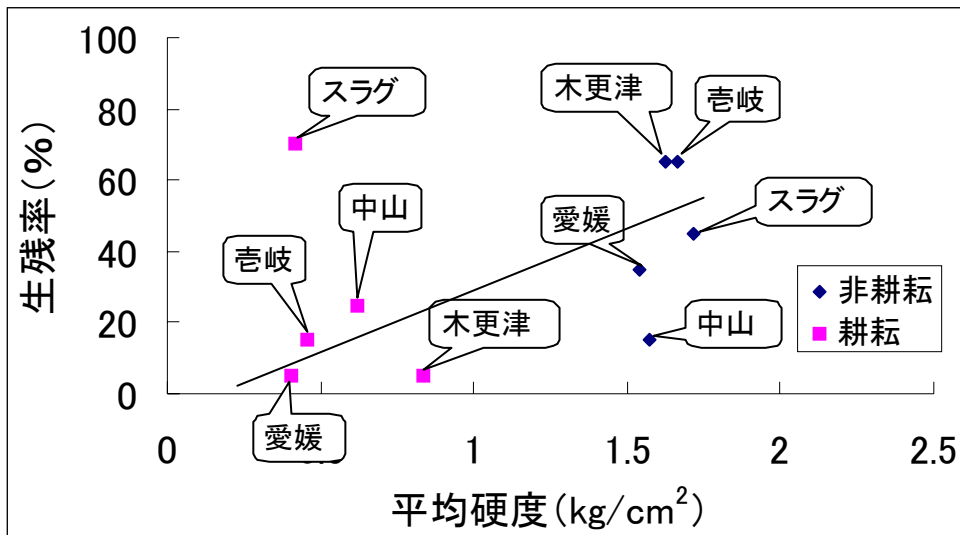 100
80
60
40
20
0
生残率(%)
スラグ
中山
壱岐
愛媛
木更津
木更津
壱岐
愛媛
スラグ
中山
非耕耘
耕耘
0
1
1.5
2
2.5
平均硬度(kg/cm²)